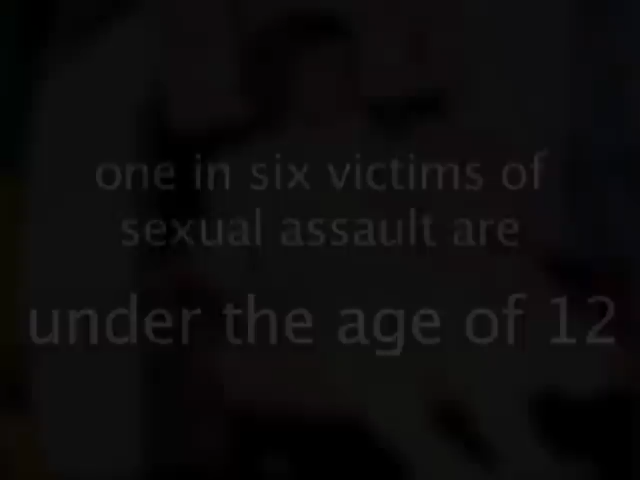 one in six victims of
sexual assault are
under the age of 12